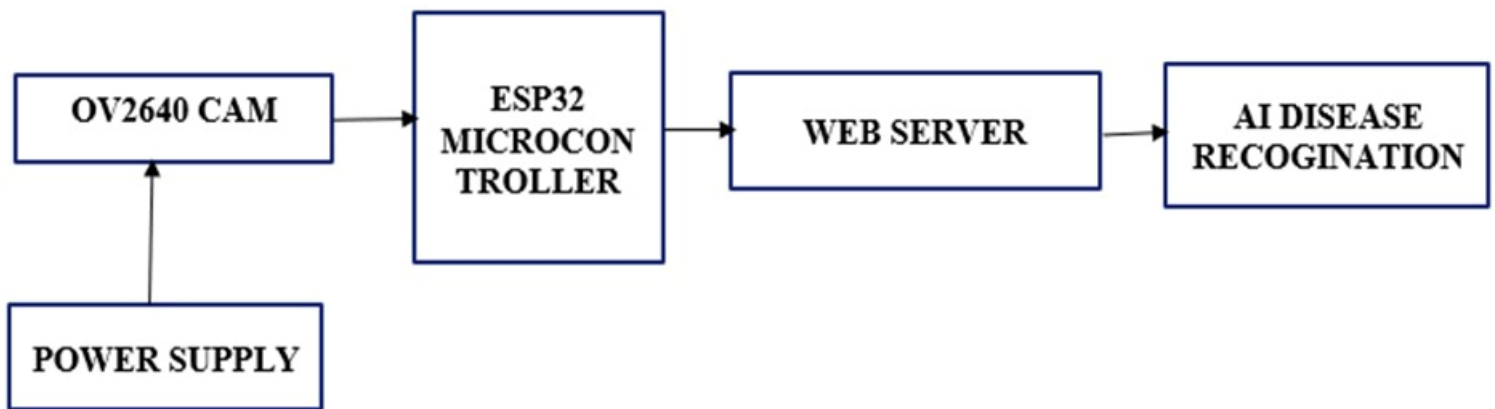 OV2640 CAM
ESP32
MICROCON
TROLLER
WEB SERVER
AI DISEASE
RECOGINATION
POWER SUPPLY